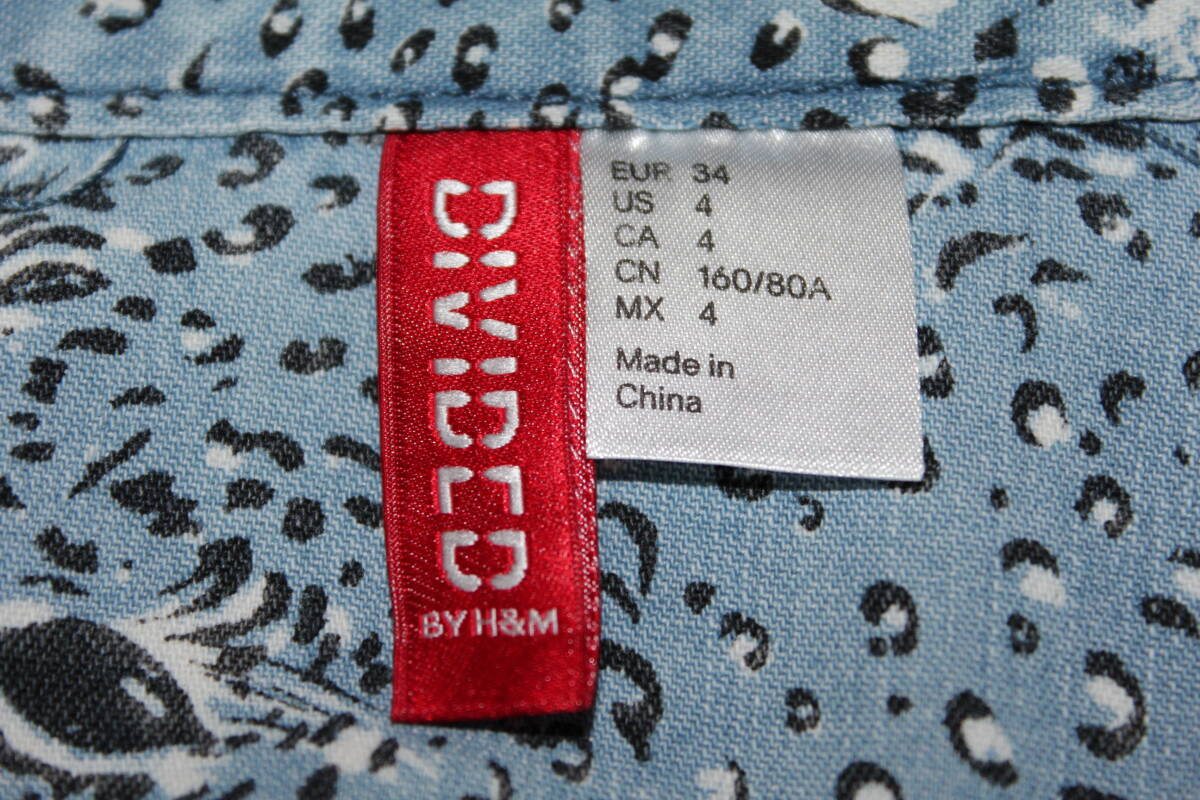 DIVIDED
BY H&M
EUR 34
US 4
CA 4
CN 160/80A
MX 4
Made in
China